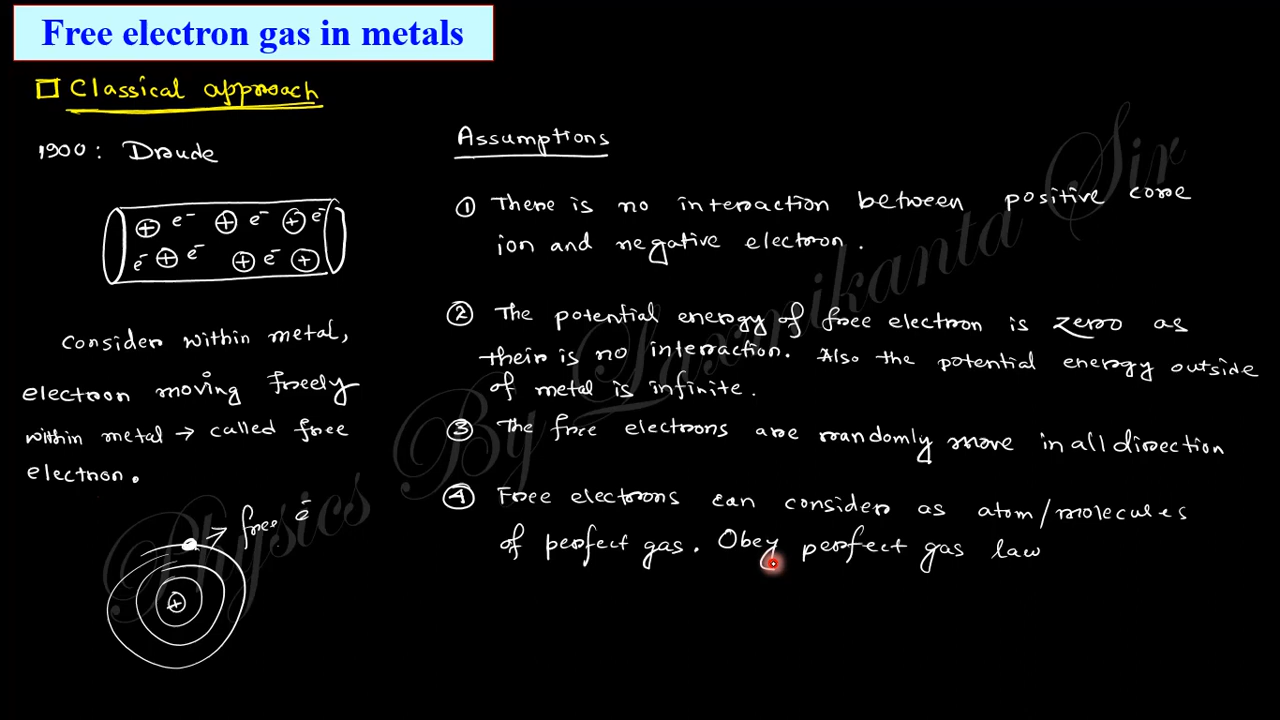 Free electron gas in metals
Classical approach
1900: Drude
e⁻ e⁻ e⁻
e⁻ e⁻ e⁻
Consider within metal,
electron moving freely
within metal → called free
electron.
free e⁻
Assumptions
① There is no interaction between positive core
ion and negative electron.
② The potential energy of free electron is zero as
their is no interaction. Also the potential energy outside
of metal is infinite.
③ The free electrons are randomly move in all direction
④ Free electrons can consider as atom/molecules
of perfect gas. Obey perfect gas law
Physics By Laxmikanta Sir